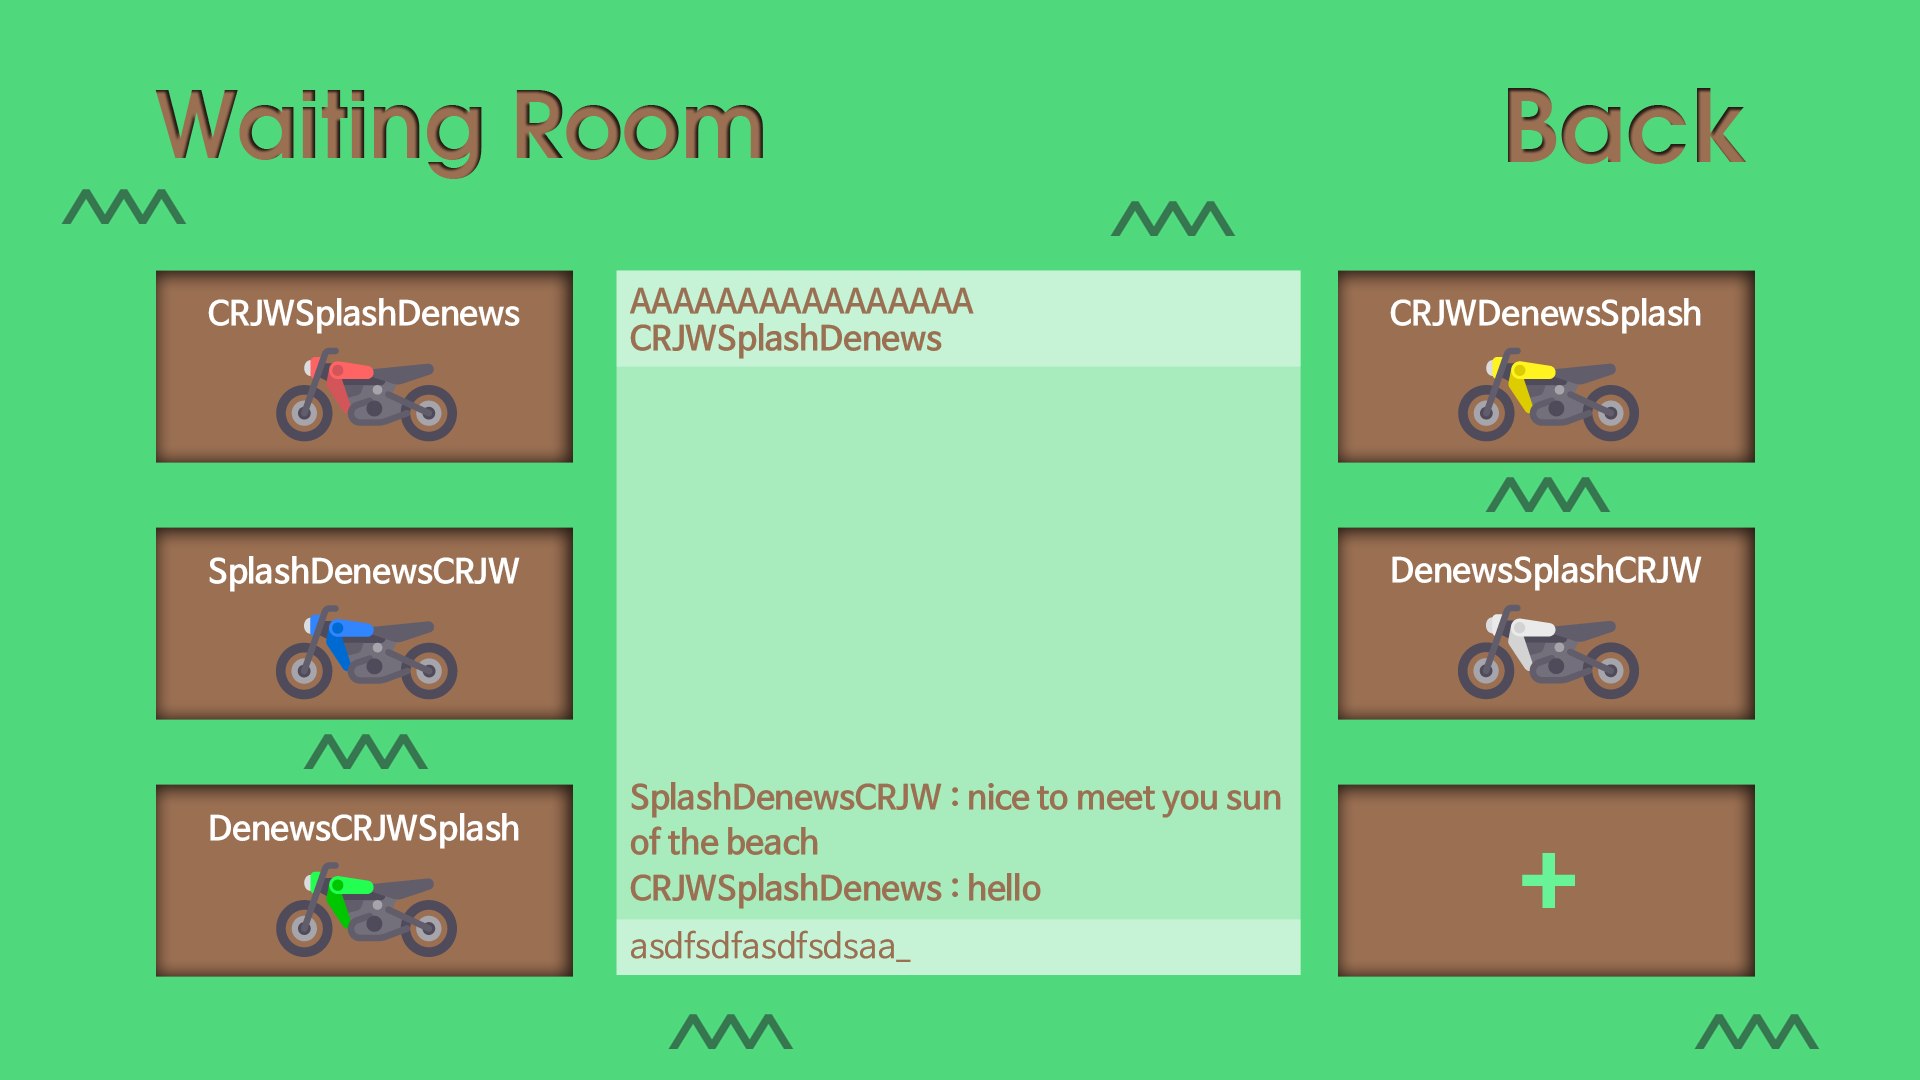 Waiting Room
Back
CRJWSplashDenews
SplashDenewsCRJW
DenewsCRJWSplash
AAAAAAAAAAAAAAAA
CRJWSplashDenews
SplashDenewsCRJW : nice to meet you sun
of the beach
CRJWSplashDenews : hello
asdfsdfasdfsdsaa_
CRJWDenewsSplash
DenewsSplashCRJW
+